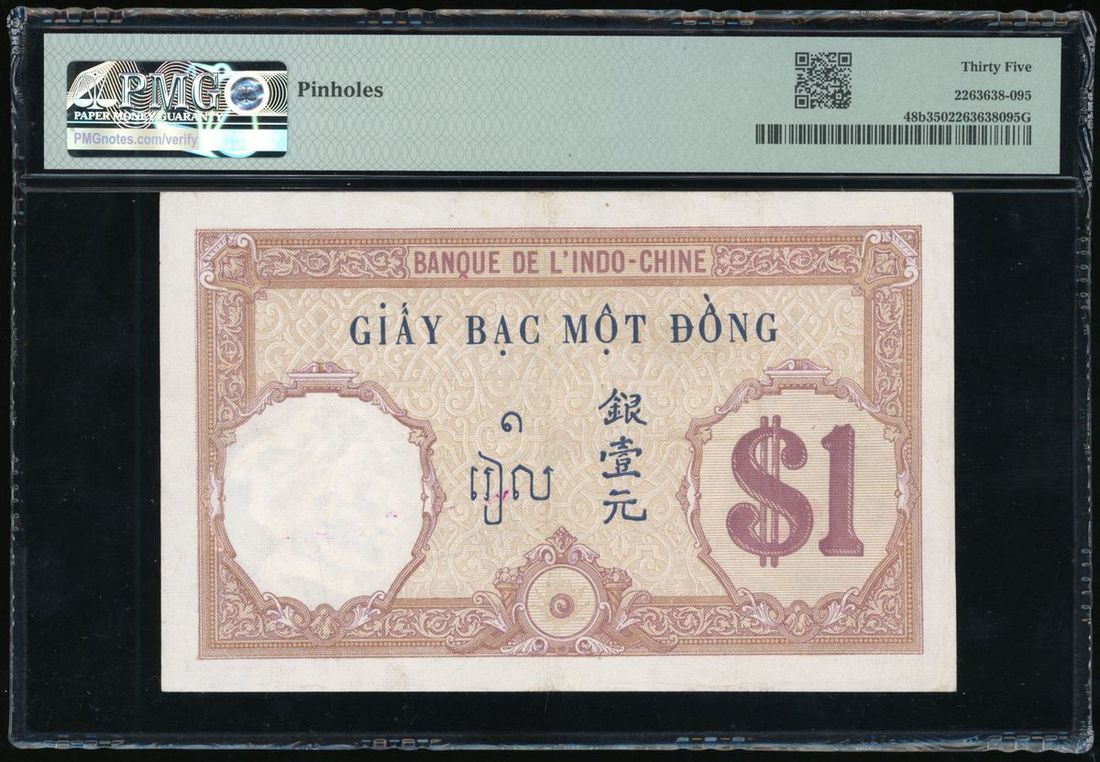 PMG
PAPER MONEY GUARANTY
PMGnotes.com/verify
Pinholes
Thirty Five
2263638-095
48b3502263638095G
BANQUE DE L'INDO-CHINE
GIẤY BẠC MỘT ĐỒNG
១
រៀល
銀壹元
$1